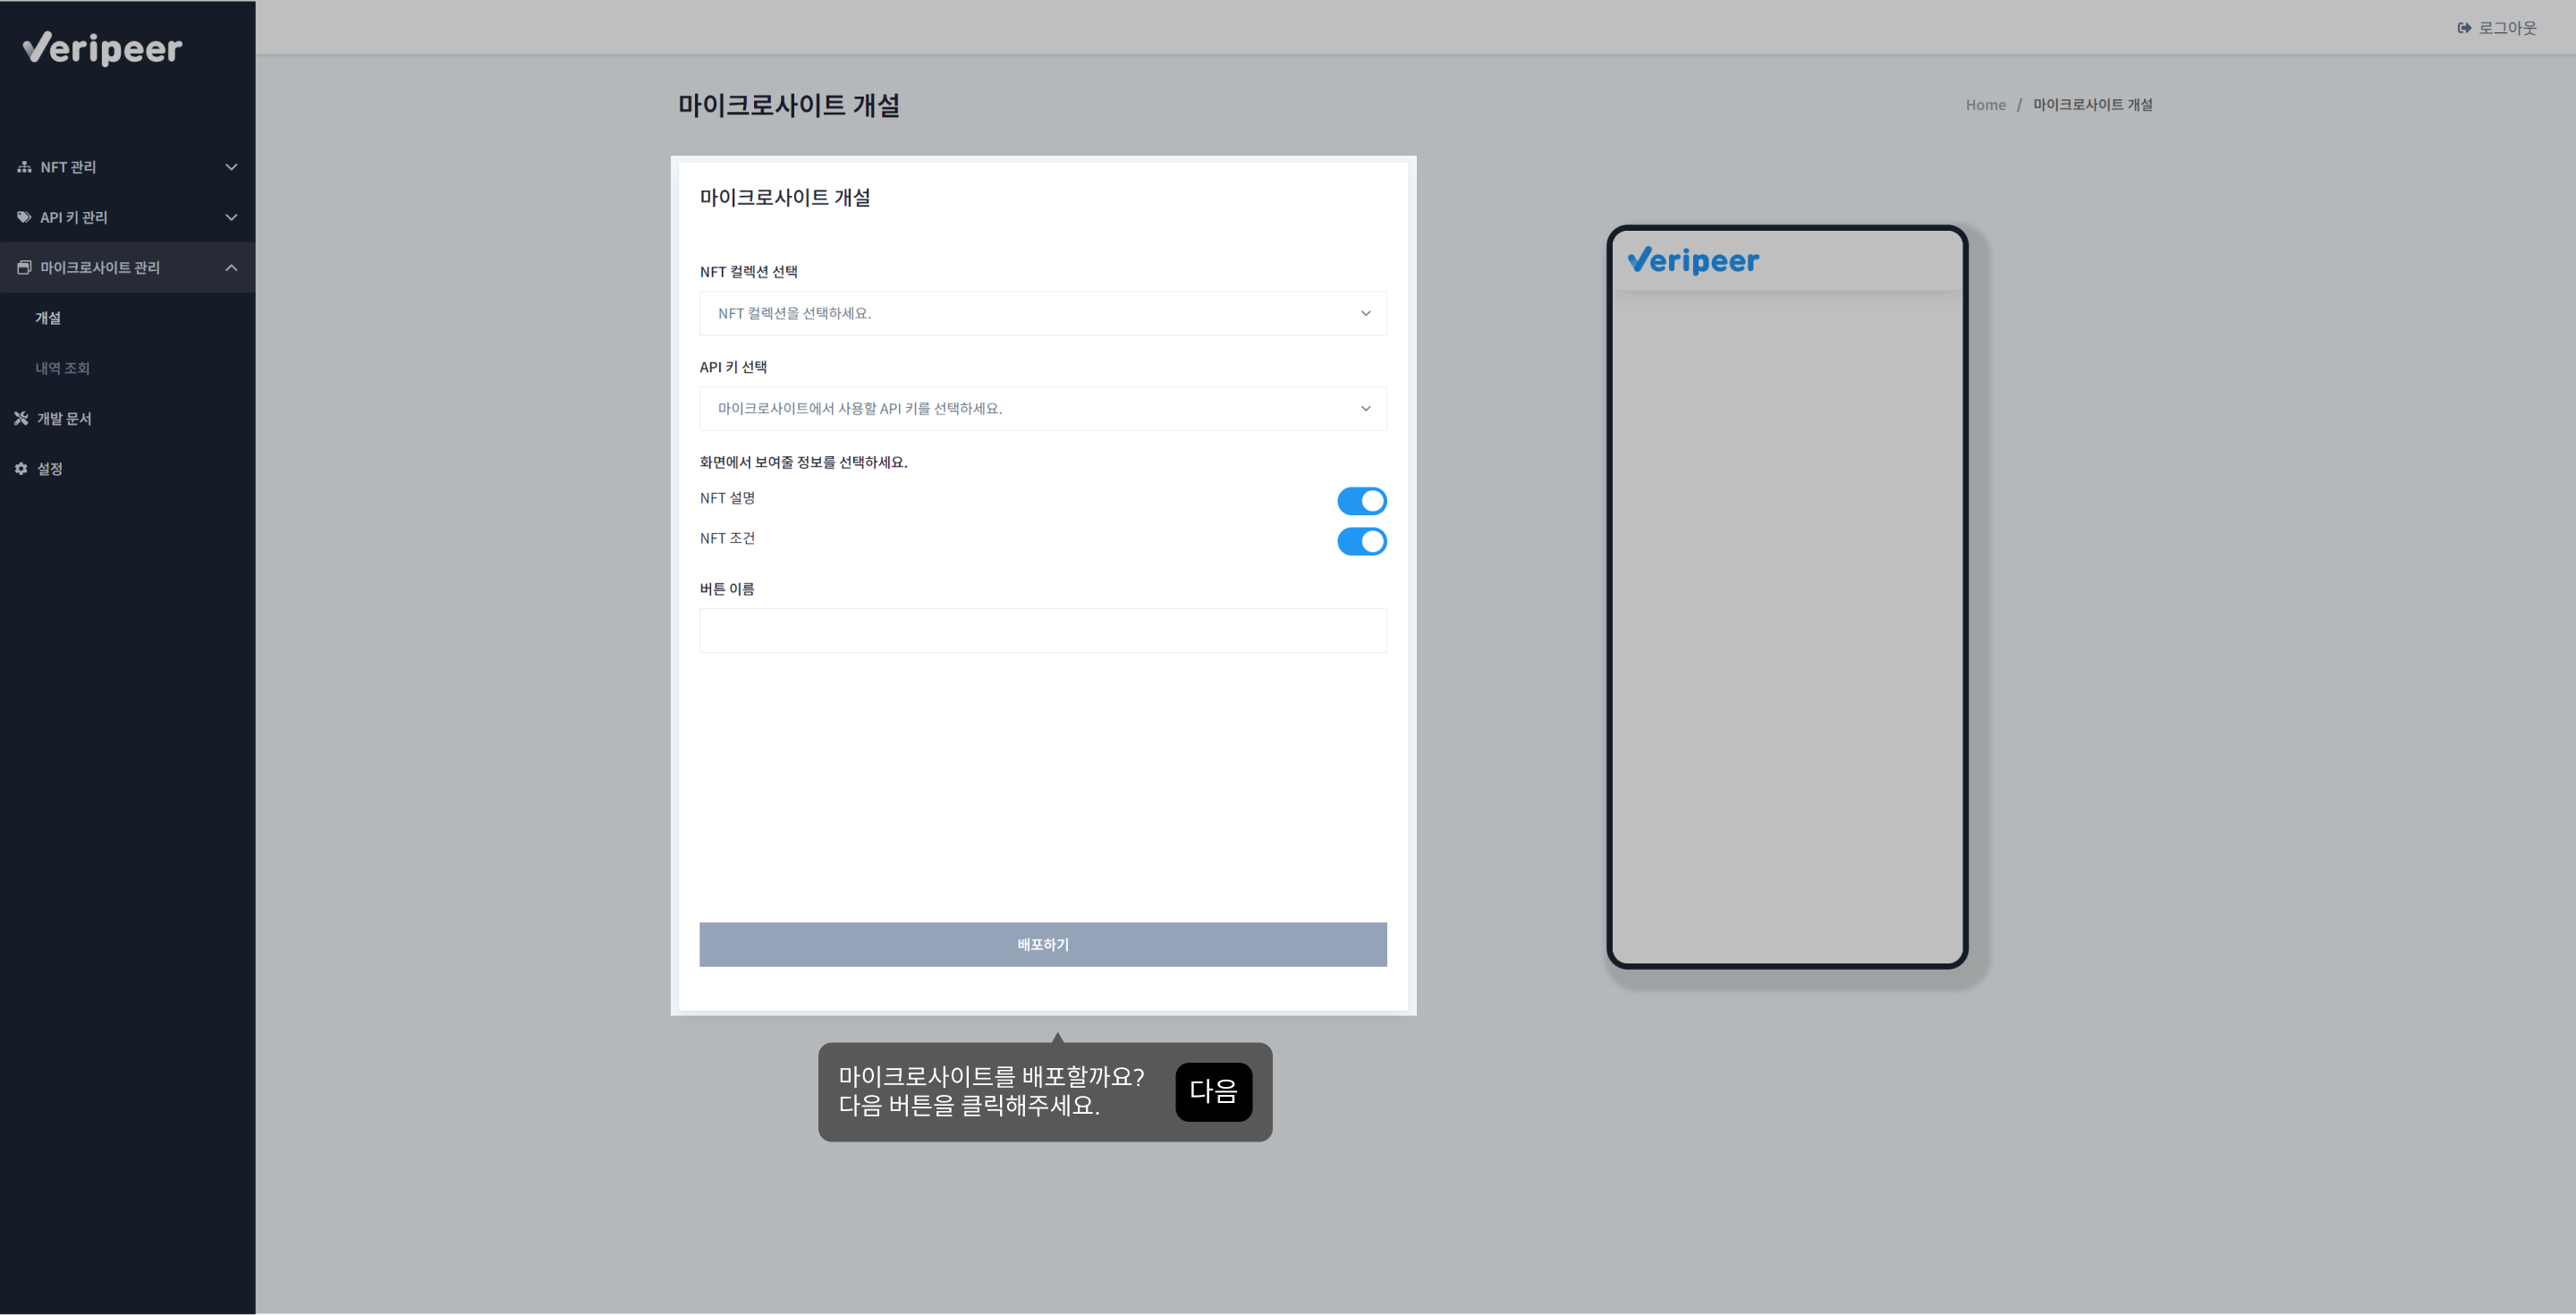 Veripeer
로그아웃
NFT 관리
API 키 관리
마이크로사이트 관리
개설
내역 조회
개발 문서
설정
마이크로사이트 개설
Home / 마이크로사이트 개설
마이크로사이트 개설
NFT 컬렉션 선택
NFT 컬렉션을 선택하세요.
API 키 선택
마이크로사이트에서 사용할 API 키를 선택하세요.
화면에서 보여줄 정보를 선택하세요.
NFT 설명
NFT 조건
버튼 이름
배포하기
Veripeer
마이크로사이트를 배포할까요?
다음 버튼을 클릭해주세요.
다음